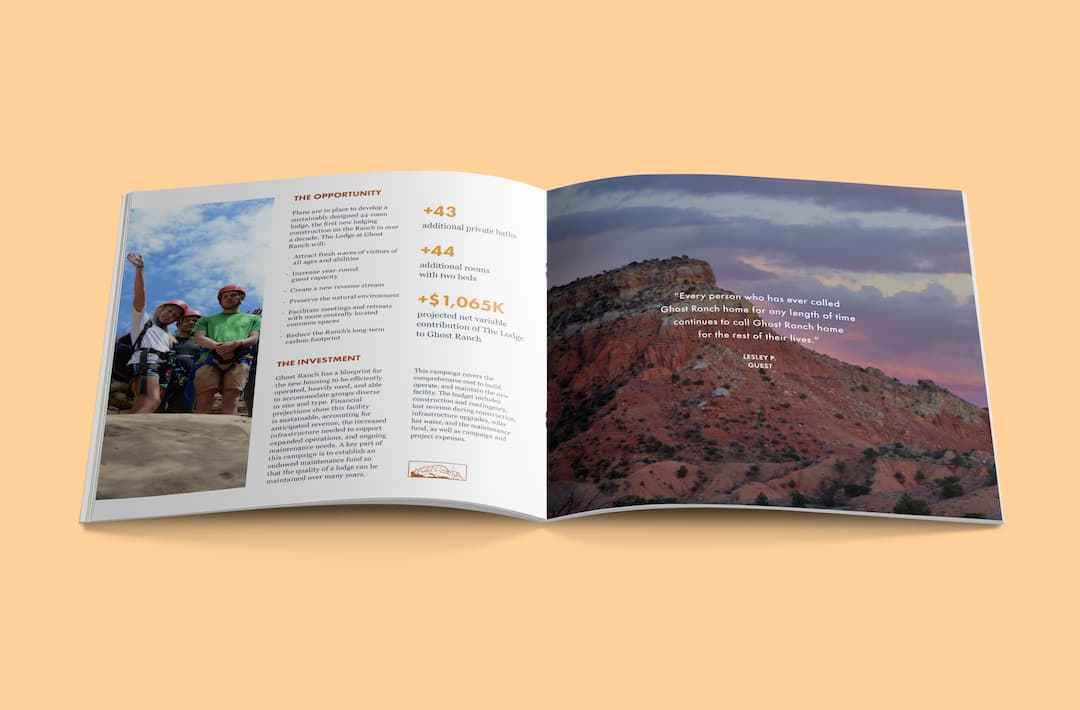 THE OPPORTUNITY
Plans are in place to develop a
sustainably designed 44-room
lodge, the first new lodging
construction on the Ranch in over
a decade. The Lodge at Ghost
Ranch will:
· Attract fresh waves of visitors of
all ages and abilities
· Increase year-round
guest capacity
· Create a new revenue stream
· Preserve the natural environment
· Facilitate meetings and retreats
with more centrally located
common spaces
· Reduce the Ranch's long-term
carbon footprint
THE INVESTMENT
Ghost Ranch has a blueprint for
the new housing to be efficiently
operated, heavily used, and able
to accommodate groups diverse
in size and type. Financial
projections show this facility
is sustainable, accounting for
anticipated revenue, the increased
infrastructure needed to support
expanded operations, and ongoing
maintenance needs. A key part of
this campaign is to establish an
endowed maintenance fund so
that the quality of a lodge can be
maintained over many years.
+43
additional private baths
+44
additional rooms
with two beds
+$1,065K
projected net variable
contribution of The Lodge
to Ghost Ranch
This campaign covers the
comprehensive cost to build,
operate, and maintain the new
facility. The budget includes
construction and contingency,
lost revenue during construction,
infrastructure upgrades, solar
hot water, and the maintenance
fund, as well as campaign and
project expenses.
"Every person who has ever called
Ghost Ranch home for any length of time
continues to call Ghost Ranch home
for the rest of their lives."
LESLEY P.
GUEST